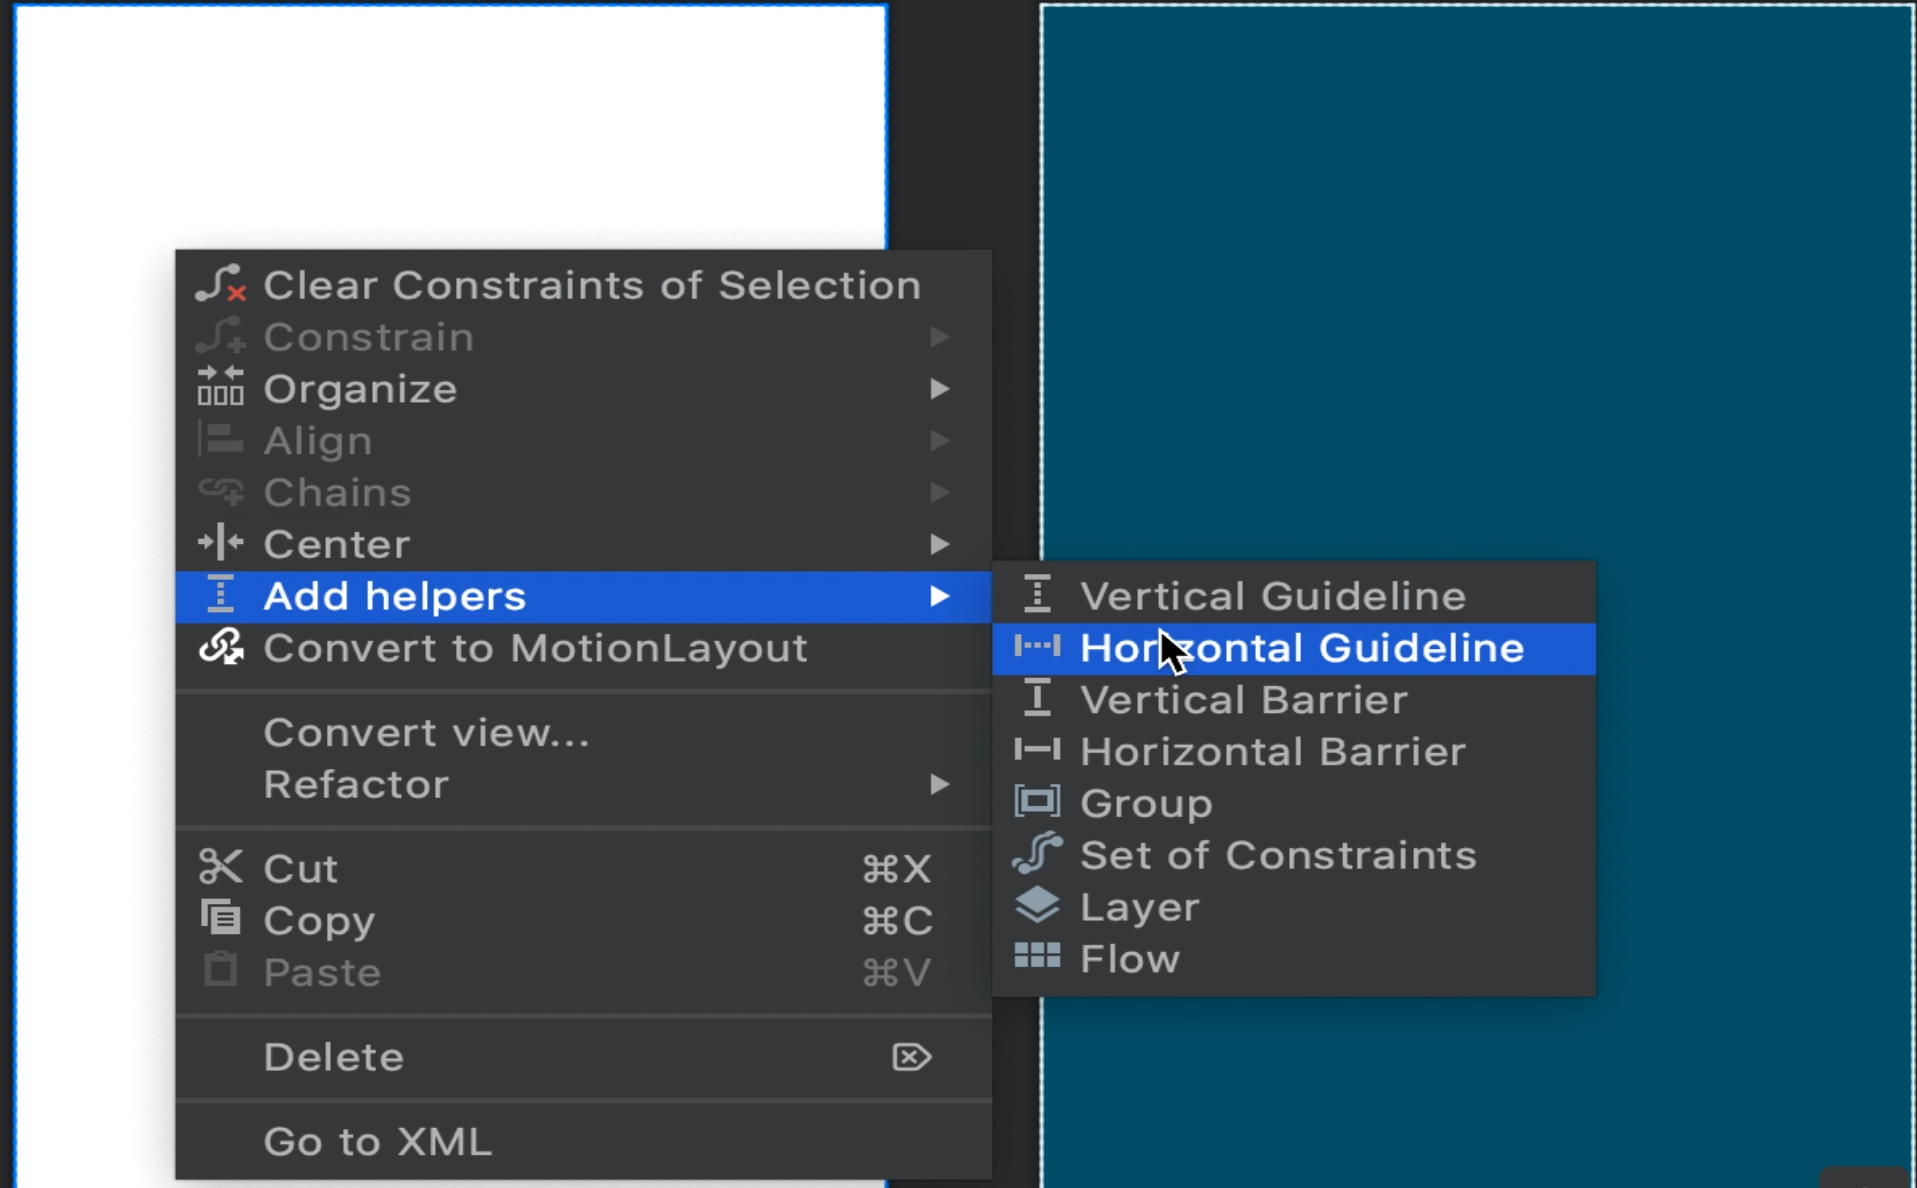 Clear Constraints of Selection
Constrain
Organize
Align
Chains
Center
Add helpers
Convert to MotionLayout
Convert view...
Refactor
Cut ⌘X
Copy ⌘C
Paste ⌘V
Delete
Go to XML
Vertical Guideline
Horizontal Guideline
Vertical Barrier
Horizontal Barrier
Group
Set of Constraints
Layer
Flow